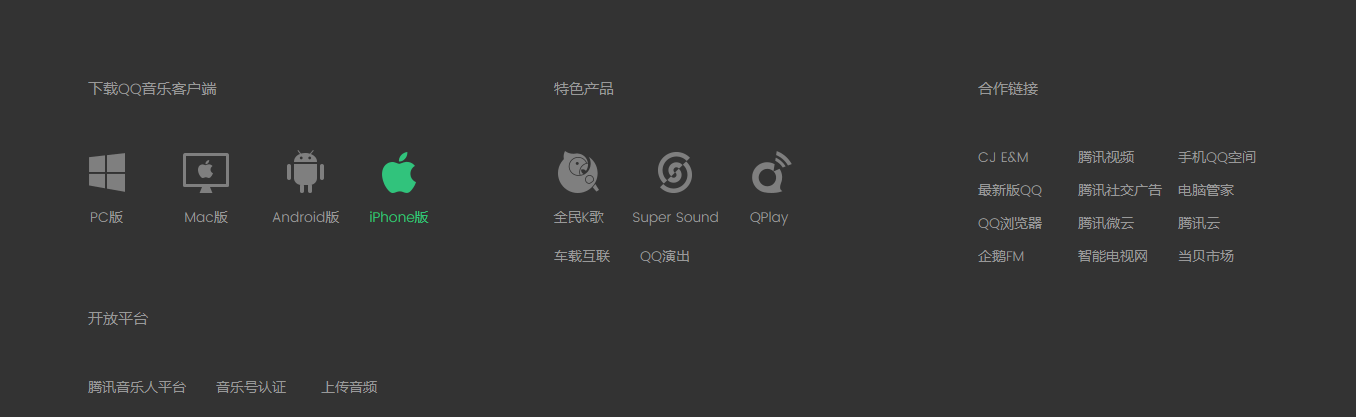 下载QQ音乐客户端
PC版 Mac版 Android版 iPhone版
特色产品
全民K歌 Super Sound QPlay
车载互联 QQ演出
合作链接
CJ E&M 腾讯视频 手机QQ空间
最新版QQ 腾讯社交广告 电脑管家
QQ浏览器 腾讯微云 腾讯云
企鹅FM 智能电视网 当贝市场
开放平台
腾讯音乐人平台 音乐号认证 上传音频